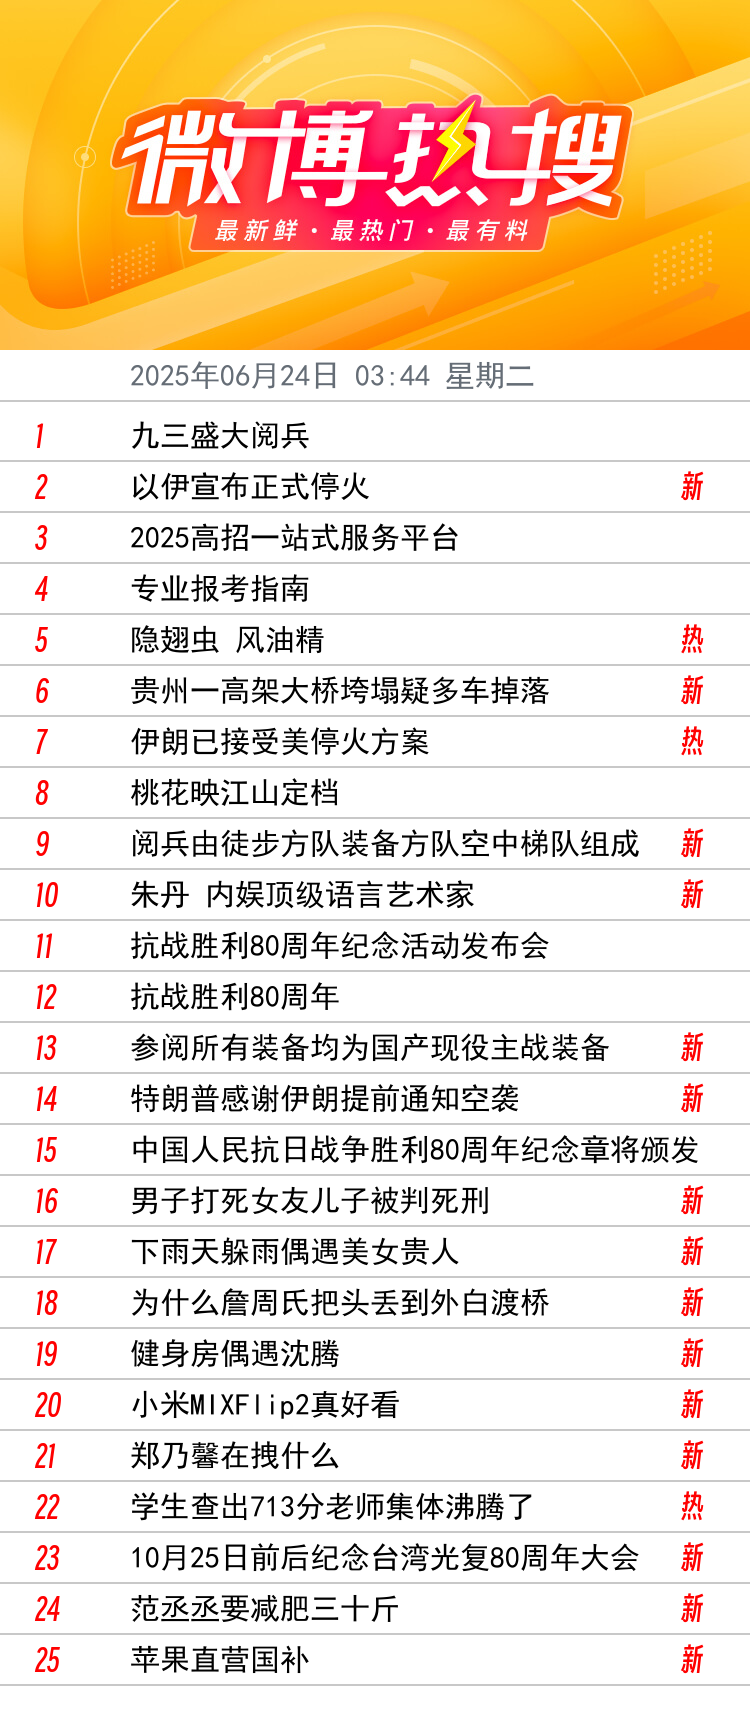 微博热搜
最新鲜·最热门·最有料
2025年06月24日 03:44 星期二
1 九三盛大阅兵
2 以伊宣布正式停火 新
3 2025高招一站式服务平台
4 专业报考指南
5 隐翅虫 风油精 热
6 贵州一高架大桥垮塌疑多车掉落 新
7 伊朗已接受美停火方案 热
8 桃花映江山定档
9 阅兵由徒步方队装备方队空中梯队组成 新
10 朱丹 内娱顶级语言艺术家 新
11 抗战胜利80周年纪念活动发布会
12 抗战胜利80周年
13 参阅所有装备均为国产现役主战装备 新
14 特朗普感谢伊朗提前通知空袭 新
15 中国人民抗日战争胜利80周年纪念章将颁发
16 男子打死女友儿子被判死刑 新
17 下雨天躲雨偶遇美女贵人 新
18 为什么詹周氏把头丢到外白渡桥 新
19 健身房偶遇沈腾 新
20 小米MIXFlip2真好看 新
21 郑乃馨在拽什么 新
22 学生查出713分老师集体沸腾了 热
23 10月25日前后纪念台湾光复80周年大会 新
24 范丞丞要减肥三十斤 新
25 苹果直营国补 新